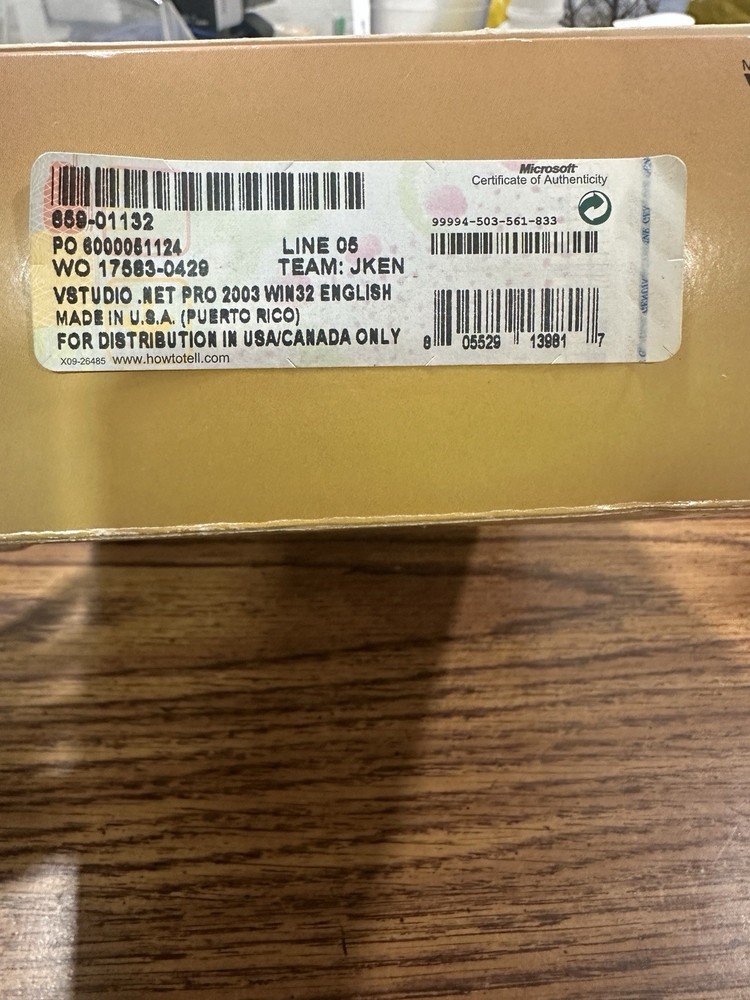 659-01132
PO 6000051124 LINE 05
WO 17583-0429 TEAM: JKEN
VSTUDIO .NET PRO 2003 WIN32 ENGLISH
MADE IN U.S.A. (PUERTO RICO)
FOR DISTRIBUTION IN USA/CANADA ONLY
X09-26485 www.howtotell.com
Microsoft
Certificate of Authenticity
99994-503-561-833
8 05529 13981 7